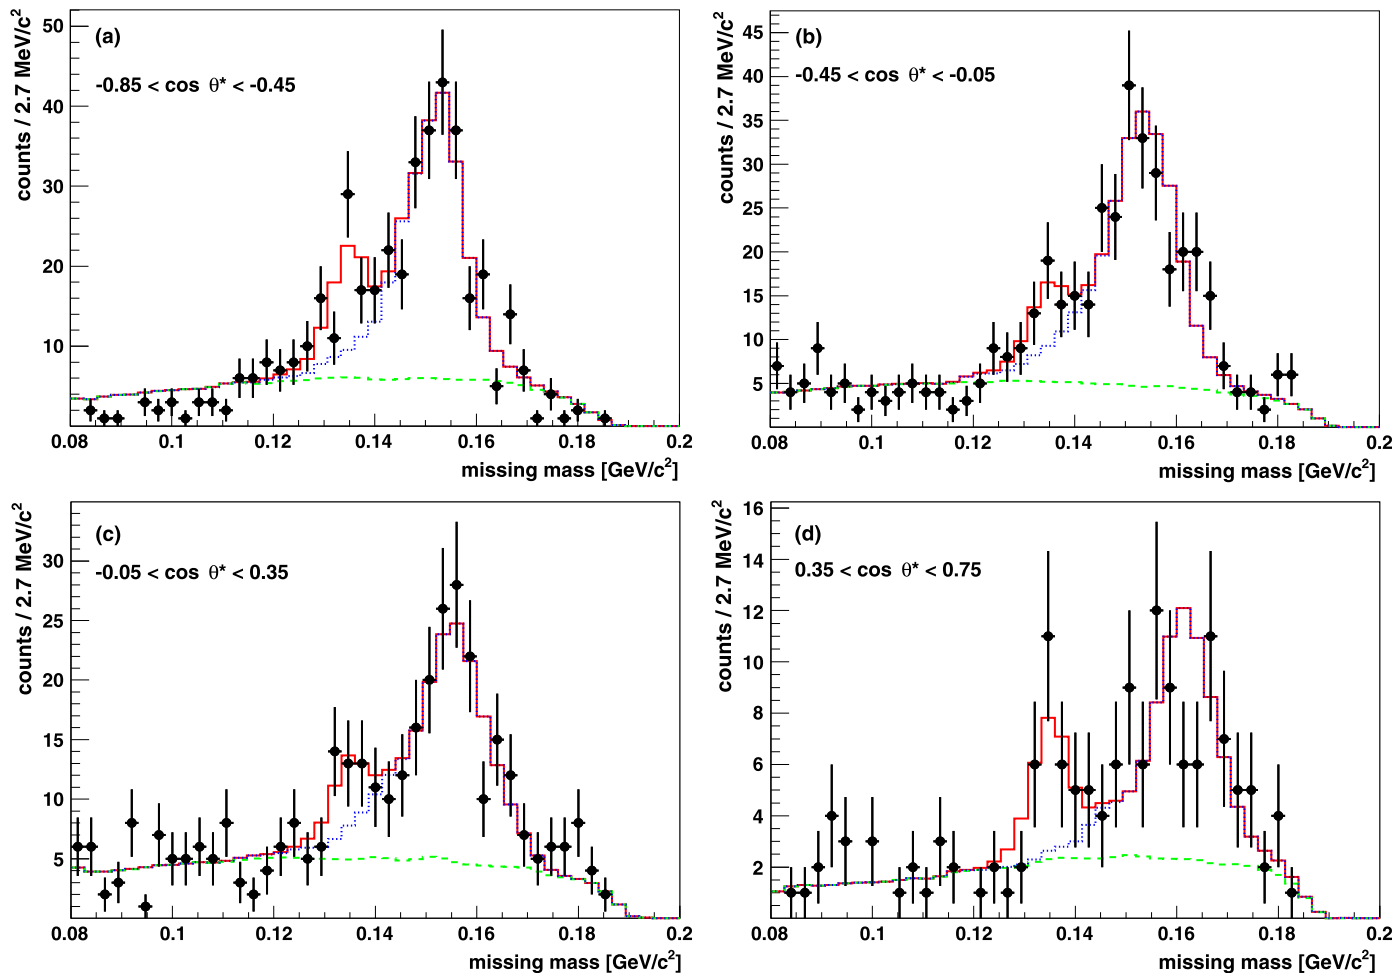 (a)
-0.85 < cos θ* < -0.45
counts / 2.7 MeV/c²
50
40
30
20
10
0.08 0.1 0.12 0.14 0.16 0.18 0.2
missing mass [GeV/c²]
(b)
-0.45 < cos θ* < -0.05
counts / 2.7 MeV/c²
45
40
35
30
25
20
15
10
5
0.08 0.1 0.12 0.14 0.16 0.18 0.2
missing mass [GeV/c²]
(c)
-0.05 < cos θ* < 0.35
counts / 2.7 MeV/c²
30
25
20
15
10
5
0.08 0.1 0.12 0.14 0.16 0.18 0.2
missing mass [GeV/c²]
(d)
0.35 < cos θ* < 0.75
counts / 2.7 MeV/c²
16
14
12
10
8
6
4
2
0.08 0.1 0.12 0.14 0.16 0.18 0.2
missing mass [GeV/c²]